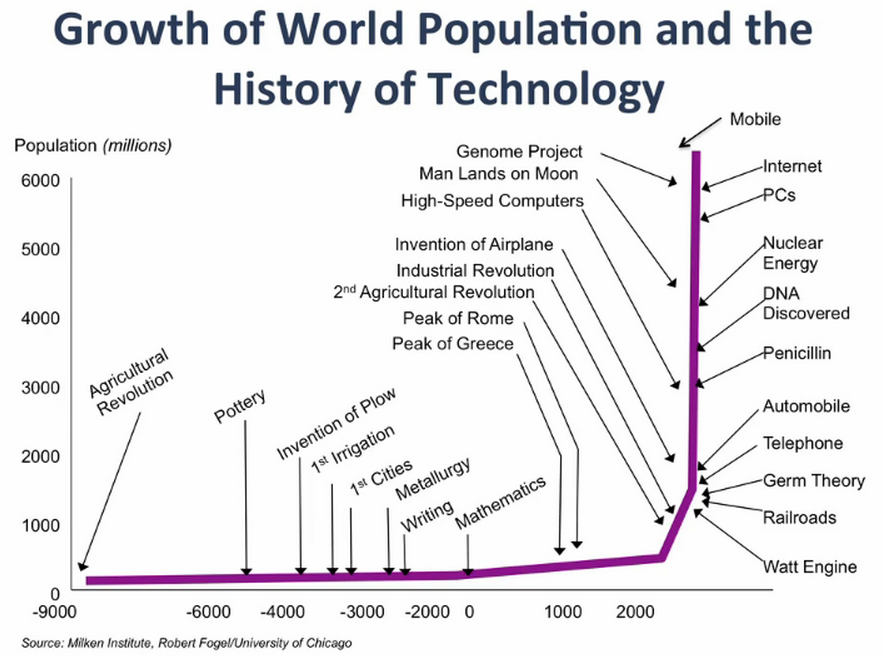 Growth of World Population and the
History of Technology
Population (millions)
Mobile
Genome Project
Man Lands on Moon
High-Speed Computers
Invention of Airplane
Industrial Revolution
2nd Agricultural Revolution
Peak of Rome
Peak of Greece
Internet
PCs
Nuclear
Energy
DNA
Discovered
Penicillin
Automobile
Telephone
Germ Theory
Railroads
Watt Engine
Agricultural
Revolution
Pottery
Invention of Plow
1st Irrigation
1st Cities
Metallurgy
Writing
Mathematics
6000
5000
4000
3000
2000
1000
0
-9000 -6000 -4000 -3000 -2000 0 1000 2000
Source: Milken Institute, Robert Fogel/University of Chicago